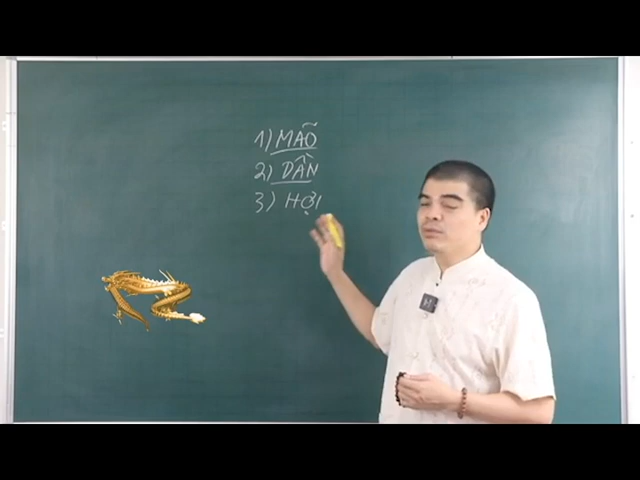 1) MÃO
2) DẦN
3) HỢI